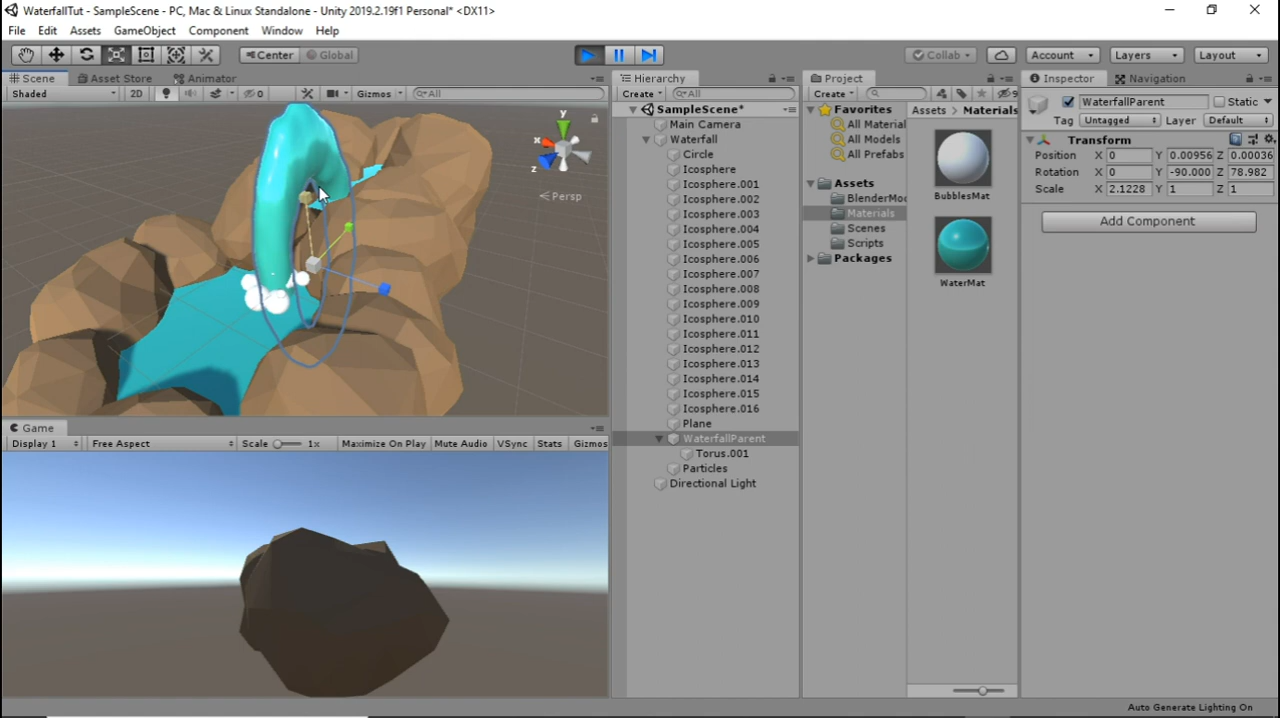 WaterfallTut - SampleScene - PC, Mac & Linux Standalone - Unity 2019.2.19f1 Personal* <DX11>
File Edit Assets GameObject Component Window Help
Center Global Collab Account Layers Layout
Scene Asset Store Animator
Shaded 2D 0 Gizmos All
y
x
z
Persp
Game
Display 1 Free Aspect Scale 1x Maximize On Play Mute Audio VSync Stats Gizmos
Hierarchy
Create All
SampleScene*
Main Camera
Waterfall
Circle
Icosphere
Icosphere.001
Icosphere.002
Icosphere.003
Icosphere.004
Icosphere.005
Icosphere.006
Icosphere.007
Icosphere.008
Icosphere.009
Icosphere.010
Icosphere.011
Icosphere.012
Icosphere.013
Icosphere.014
Icosphere.015
Icosphere.016
Plane
WaterfallParent
Torus.001
Particles
Directional Light
Project
Create 9
Favorites
All Material
All Models
All Prefabs
Assets
BlenderMod
Materials
Scenes
Scripts
Packages
Assets > Materials
BubblesMat
WaterMat
Inspector Navigation
WaterfallParent Static
Tag Untagged Layer Default
Transform
Position X 0 Y 0.00956 Z 0.00036
Rotation X 0 Y -90.000 Z 78.982
Scale X 2.1228 Y 1 Z 1
Add Component
Auto Generate Lighting On